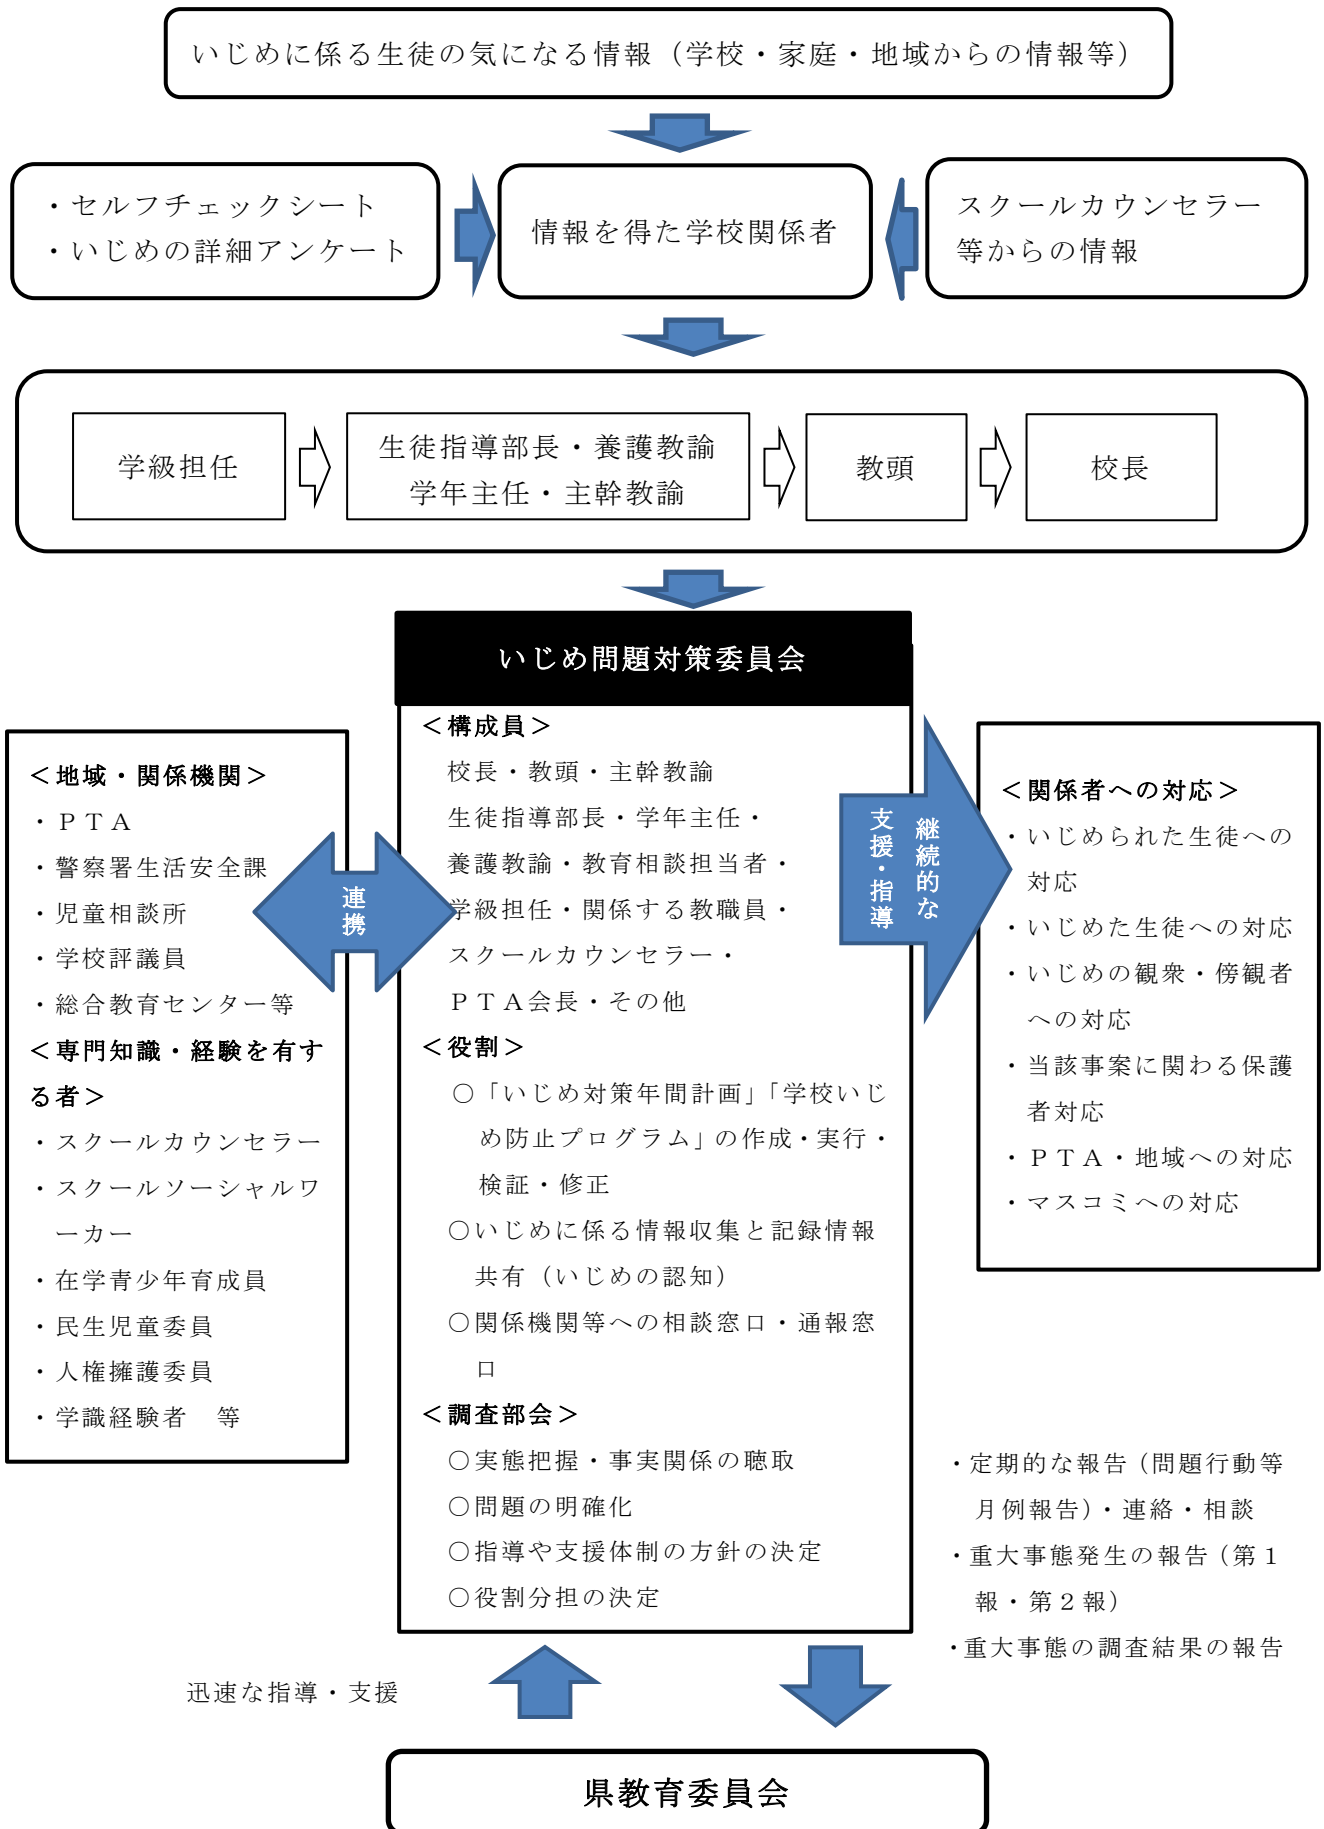 いじめに係る生徒の気になる情報（学校・家庭・地域からの情報等）
・セルフチェックシート
・いじめの詳細アンケート
情報を得た学校関係者
スクールカウンセラー
等からの情報
学級担任
生徒指導部長・養護教諭
学年主任・主幹教諭
教頭
校長
いじめ問題対策委員会
＜地域・関係機関＞
・ＰＴＡ
・警察署生活安全課
・児童相談所
・学校評議員
・総合教育センター等
＜専門知識・経験を有す
る者＞
・スクールカウンセラー
・スクールソーシャルワ
ーカー
・在学青少年育成員
・民生児童委員
・人権擁護委員
・学識経験者　等
連携
＜構成員＞
校長・教頭・主幹教諭
生徒指導部長・学年主任・
養護教諭・教育相談担当者・
学級担任・関係する教職員・
スクールカウンセラー・
ＰＴＡ会長・その他
＜役割＞
○「いじめ対策年間計画」「学校いじ
め防止プログラム」の作成・実行・
検証・修正
○いじめに係る情報収集と記録情報
共有（いじめの認知）
○関係機関等への相談窓口・通報窓
口
＜調査部会＞
○実態把握・事実関係の聴取
○問題の明確化
○指導や支援体制の方針の決定
○役割分担の決定
継続的な
支援・指導
＜関係者への対応＞
・いじめられた生徒への
対応
・いじめた生徒への対応
・いじめの観衆・傍観者
への対応
・当該事案に関わる保護
者対応
・ＰＴＡ・地域への対応
・マスコミへの対応
・定期的な報告（問題行動等
月例報告）・連絡・相談
・重大事態発生の報告（第１
報・第２報）
・重大事態の調査結果の報告
迅速な指導・支援
県教育委員会